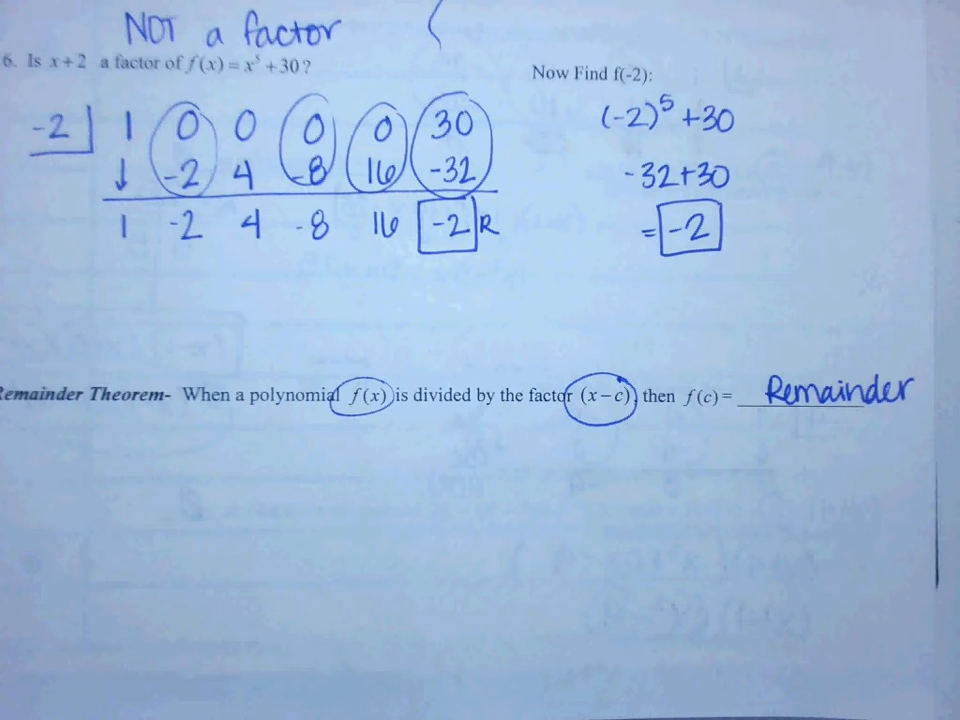 NOT a factor
6. Is x+2 a factor of f(x) = x⁵ + 30?
-2 1 0 0 0 0 30
↓ -2 4 -8 16 -32
1 -2 4 -8 16 -2 R
Now Find f(-2):
(-2)⁵ + 30
-32+30
= -2
Remainder Theorem- When a polynomial f(x) is divided by the factor (x-c), then f(c)= Remainder